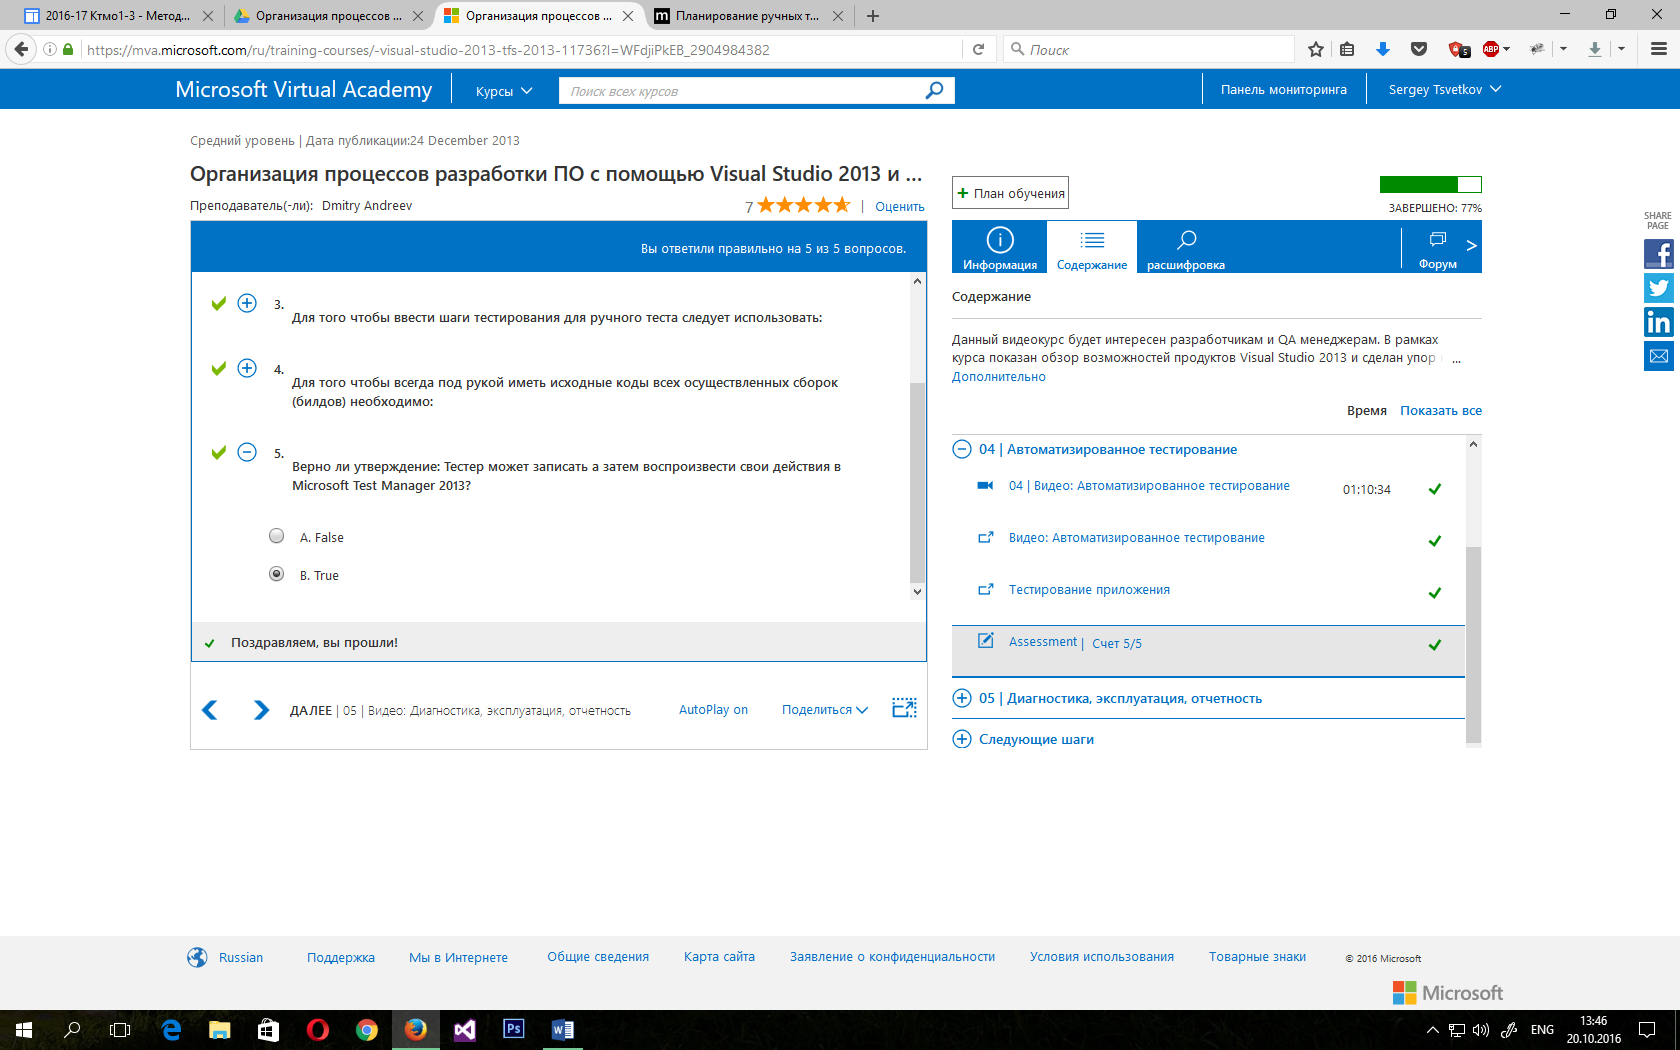 2016-17 Ктмо1-3 - Метод...
Организация процессов ...
Организация процессов ...
Планирование ручных т...
https://mva.microsoft.com/ru/training-courses/-visual-studio-2013-tfs-2013-11736?l=WFdjiPkEB_2904984382
Поиск
5
ABP
Microsoft Virtual Academy
Курсы
Поиск всех курсов
Панель мониторинга
Sergey Tsvetkov
Средний уровень | Дата публикации:24 December 2013
Организация процессов разработки ПО с помощью Visual Studio 2013 и ...
Преподаватель(-ли): Dmitry Andreev
7
| Оценить
Вы ответили правильно на 5 из 5 вопросов.
3.
Для того чтобы ввести шаги тестирования для ручного теста следует использовать:
4.
Для того чтобы всегда под рукой иметь исходные коды всех осуществленных сборок
(билдов) необходимо:
5.
Верно ли утверждение: Тестер может записать а затем воспроизвести свои действия в
Microsoft Test Manager 2013?
A. False
B. True
Поздравляем, вы прошли!
ДАЛЕЕ | 05 | Видео: Диагностика, эксплуатация, отчетность
AutoPlay on
Поделиться
+ План обучения
ЗАВЕРШЕНО: 77%
Информация
Содержание
расшифровка
Форум
Содержание
Данный видеокурс будет интересен разработчикам и QA менеджерам. В рамках
курса показан обзор возможностей продуктов Visual Studio 2013 и сделан упор ...
Дополнительно
Время
Показать все
04 | Автоматизированное тестирование
04 | Видео: Автоматизированное тестирование
01:10:34
Видео: Автоматизированное тестирование
Тестирование приложения
Assessment | Счет 5/5
05 | Диагностика, эксплуатация, отчетность
Следующие шаги
SHARE
PAGE
Russian
Поддержка
Мы в Интернете
Общие сведения
Карта сайта
Заявление о конфиденциальности
Условия использования
Товарные знаки
© 2016 Microsoft
Microsoft
Ps
ENG
13:46
20.10.2016